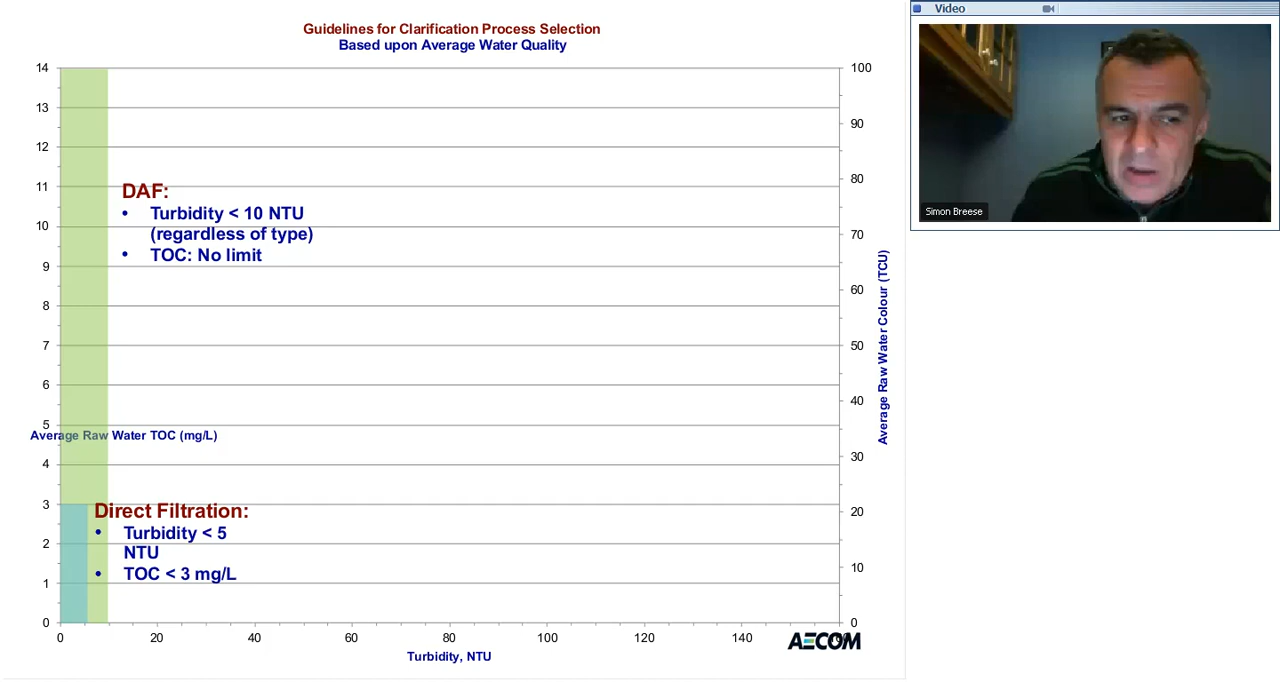 Guidelines for Clarification Process Selection
Based upon Average Water Quality
Video
14
13
12
11
10
9
8
7
6
5
4
3
2
1
0
100
90
80
70
60
50
40
30
20
10
0
DAF:
• Turbidity < 10 NTU
(regardless of type)
• TOC: No limit
Average Raw Water TOC (mg/L)
Average Raw Water Colour (TCU)
Direct Filtration:
• Turbidity < 5
NTU
• TOC < 3 mg/L
0 20 40 60 80 100 120 140
Turbidity, NTU
AECOM
Simon Breese